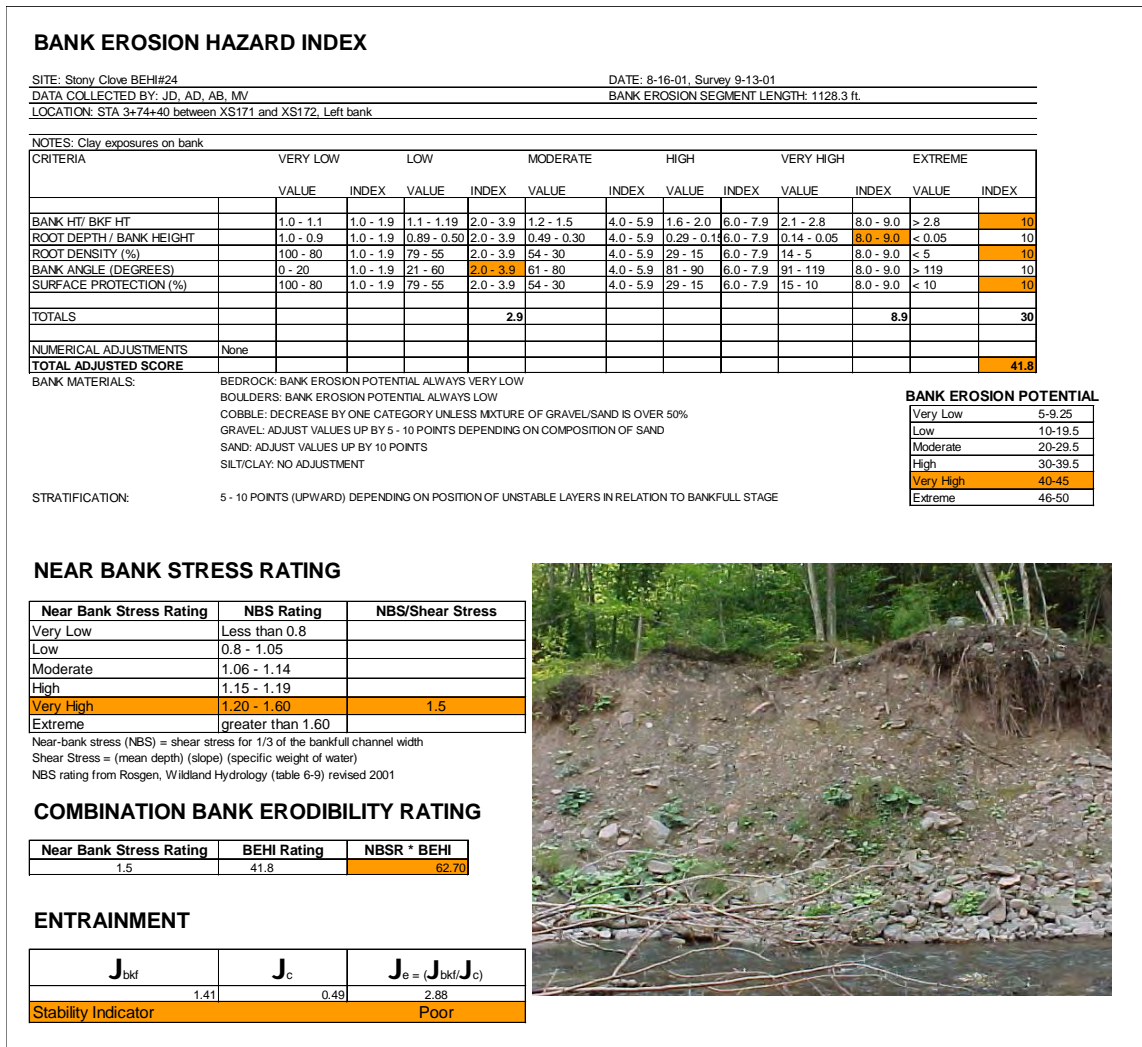 BANK EROSION HAZARD INDEX
SITE: Stony Clove BEHI#24 DATE: 8-16-01, Survey 9-13-01
DATA COLLECTED BY: JD, AD, AB, MV BANK EROSION SEGMENT LENGTH: 1128.3 ft.
LOCATION: STA 3+74+40 between XS171 and XS172, Left bank
NOTES: Clay exposures on bank
CRITERIA VERY LOW LOW MODERATE HIGH VERY HIGH EXTREME
VALUE INDEX VALUE INDEX VALUE INDEX VALUE INDEX VALUE INDEX VALUE INDEX
BANK HT/ BKF HT 1.0 - 1.1 1.0 - 1.9 1.1 - 1.19 2.0 - 3.9 1.2 - 1.5 4.0 - 5.9 1.6 - 2.0 6.0 - 7.9 2.1 - 2.8 8.0 - 9.0 > 2.8 10
ROOT DEPTH / BANK HEIGHT 1.0 - 0.9 1.0 - 1.9 0.89 - 0.50 2.0 - 3.9 0.49 - 0.30 4.0 - 5.9 0.29 - 0.15 6.0 - 7.9 0.14 - 0.05 8.0 - 9.0 < 0.05 10
ROOT DENSITY (%) 100 - 80 1.0 - 1.9 79 - 55 2.0 - 3.9 54 - 30 4.0 - 5.9 29 - 15 6.0 - 7.9 14 - 5 8.0 - 9.0 < 5 10
BANK ANGLE (DEGREES) 0 - 20 1.0 - 1.9 21 - 60 2.0 - 3.9 61 - 80 4.0 - 5.9 81 - 90 6.0 - 7.9 91 - 119 8.0 - 9.0 > 119 10
SURFACE PROTECTION (%) 100 - 80 1.0 - 1.9 79 - 55 2.0 - 3.9 54 - 30 4.0 - 5.9 29 - 15 6.0 - 7.9 15 - 10 8.0 - 9.0 < 10 10
TOTALS 2.9 8.9 30
NUMERICAL ADJUSTMENTS None
TOTAL ADJUSTED SCORE 41.8
BANK MATERIALS: BEDROCK: BANK EROSION POTENTIAL ALWAYS VERY LOW
BOULDERS: BANK EROSION POTENTIAL ALWAYS LOW
COBBLE: DECREASE BY ONE CATEGORY UNLESS MIXTURE OF GRAVEL/SAND IS OVER 50%
GRAVEL: ADJUST VALUES UP BY 5 - 10 POINTS DEPENDING ON COMPOSITION OF SAND
SAND: ADJUST VALUES UP BY 10 POINTS
SILT/CLAY: NO ADJUSTMENT
STRATIFICATION: 5 - 10 POINTS (UPWARD) DEPENDING ON POSITION OF UNSTABLE LAYERS IN RELATION TO BANKFULL STAGE
BANK EROSION POTENTIAL
Very Low 5-9.25
Low 10-19.5
Moderate 20-29.5
High 30-39.5
Very High 40-45
Extreme 46-50
NEAR BANK STRESS RATING
Near Bank Stress Rating NBS Rating NBS/Shear Stress
Very Low Less than 0.8
Low 0.8 - 1.05
Moderate 1.06 - 1.14
High 1.15 - 1.19
Very High 1.20 - 1.60 1.5
Extreme greater than 1.60
Near-bank stress (NBS) = shear stress for 1/3 of the bankfull channel width
Shear Stress = (mean depth) (slope) (specific weight of water)
NBS rating from Rosgen, Wildland Hydrology (table 6-9) revised 2001
COMBINATION BANK ERODIBILITY RATING
Near Bank Stress Rating BEHI Rating NBSR * BEHI
1.5 41.8 62.70
ENTRAINMENT
Jbkf Jc Je = (Jbkf/Jc)
1.41 0.49 2.88
Stability Indicator Poor